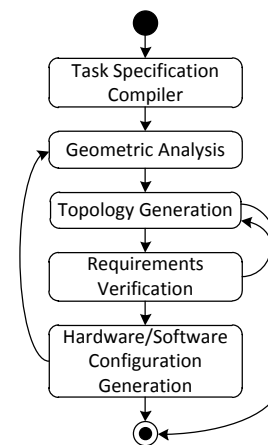 Task Specification
Compiler
Geometric Analysis
Topology Generation
Requirements
Verification
Hardware/Software
Configuration
Generation